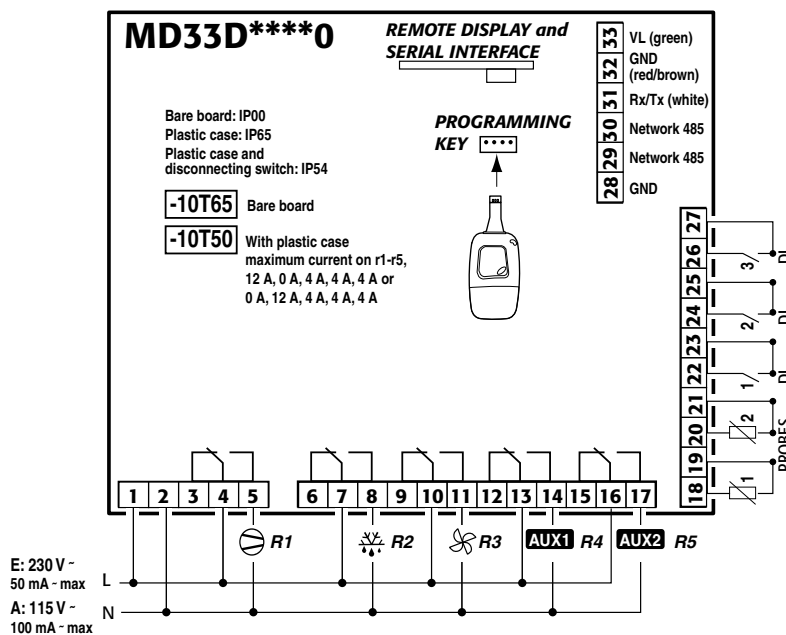 MD33D****0
REMOTE DISPLAY and
SERIAL INTERFACE
33 VL (green)
32 GND
(red/brown)
31 Rx/Tx (white)
30 Network 485
29 Network 485
28 GND
Bare board: IP00
Plastic case: IP65
Plastic case and
disconnecting switch: IP54
PROGRAMMING
KEY
-10T65 Bare board
-10T50 With plastic case
maximum current on r1-r5,
12 A, 0 A, 4 A, 4 A, 4 A or
0 A, 12 A, 4 A, 4 A, 4 A
27
26 3 DI
25
24 2 DI
23
22 1 DI
21
20 2
19
18 1
PROBES
1 2 3 4 5 6 7 8 9 10 11 12 13 14 15 16 17
R1 R2 R3 AUX1 R4 AUX2 R5
E: 230 V ~
50 mA ~ max L
A: 115 V ~ N
100 mA ~ max